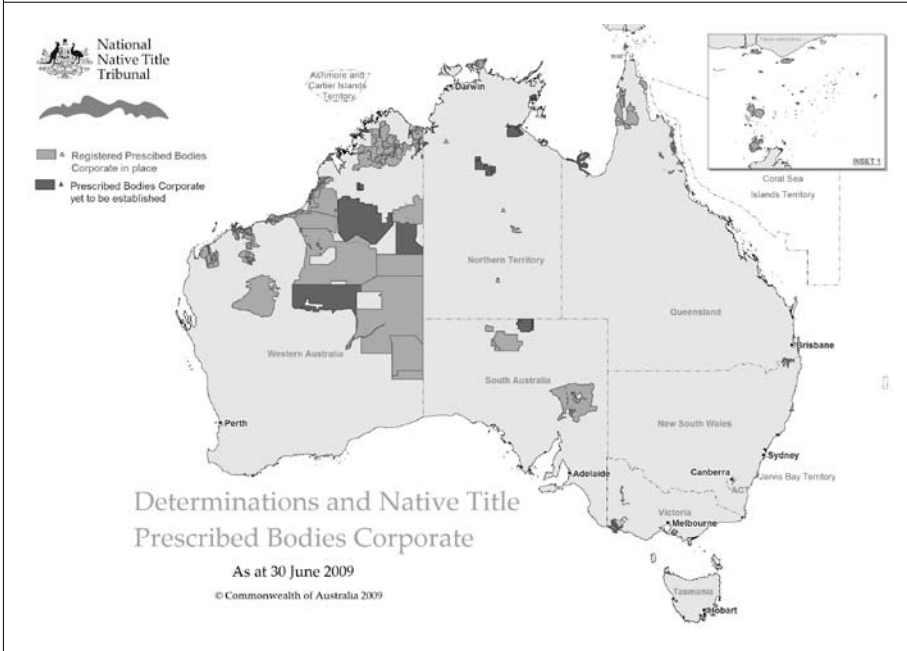 National
Native Title
Tribunal
Registered Prescibed Bodies
Corporate in place
Prescribed Bodies Corporate
yet to be established
Ashmore and
Cartier Islands
Territory
Darwin
INSET 1
Coral Sea
Islands Territory
Northern Territory
Queensland
Western Australia
Brisbane
South Australia
New South Wales
Perth
Sydney
Adelaide
Canberra
Jervis Bay Territory
ACT
Victoria
Melbourne
Tasmania
Hobart
Determinations and Native Title
Prescribed Bodies Corporate
As at 30 June 2009
© Commonwealth of Australia 2009